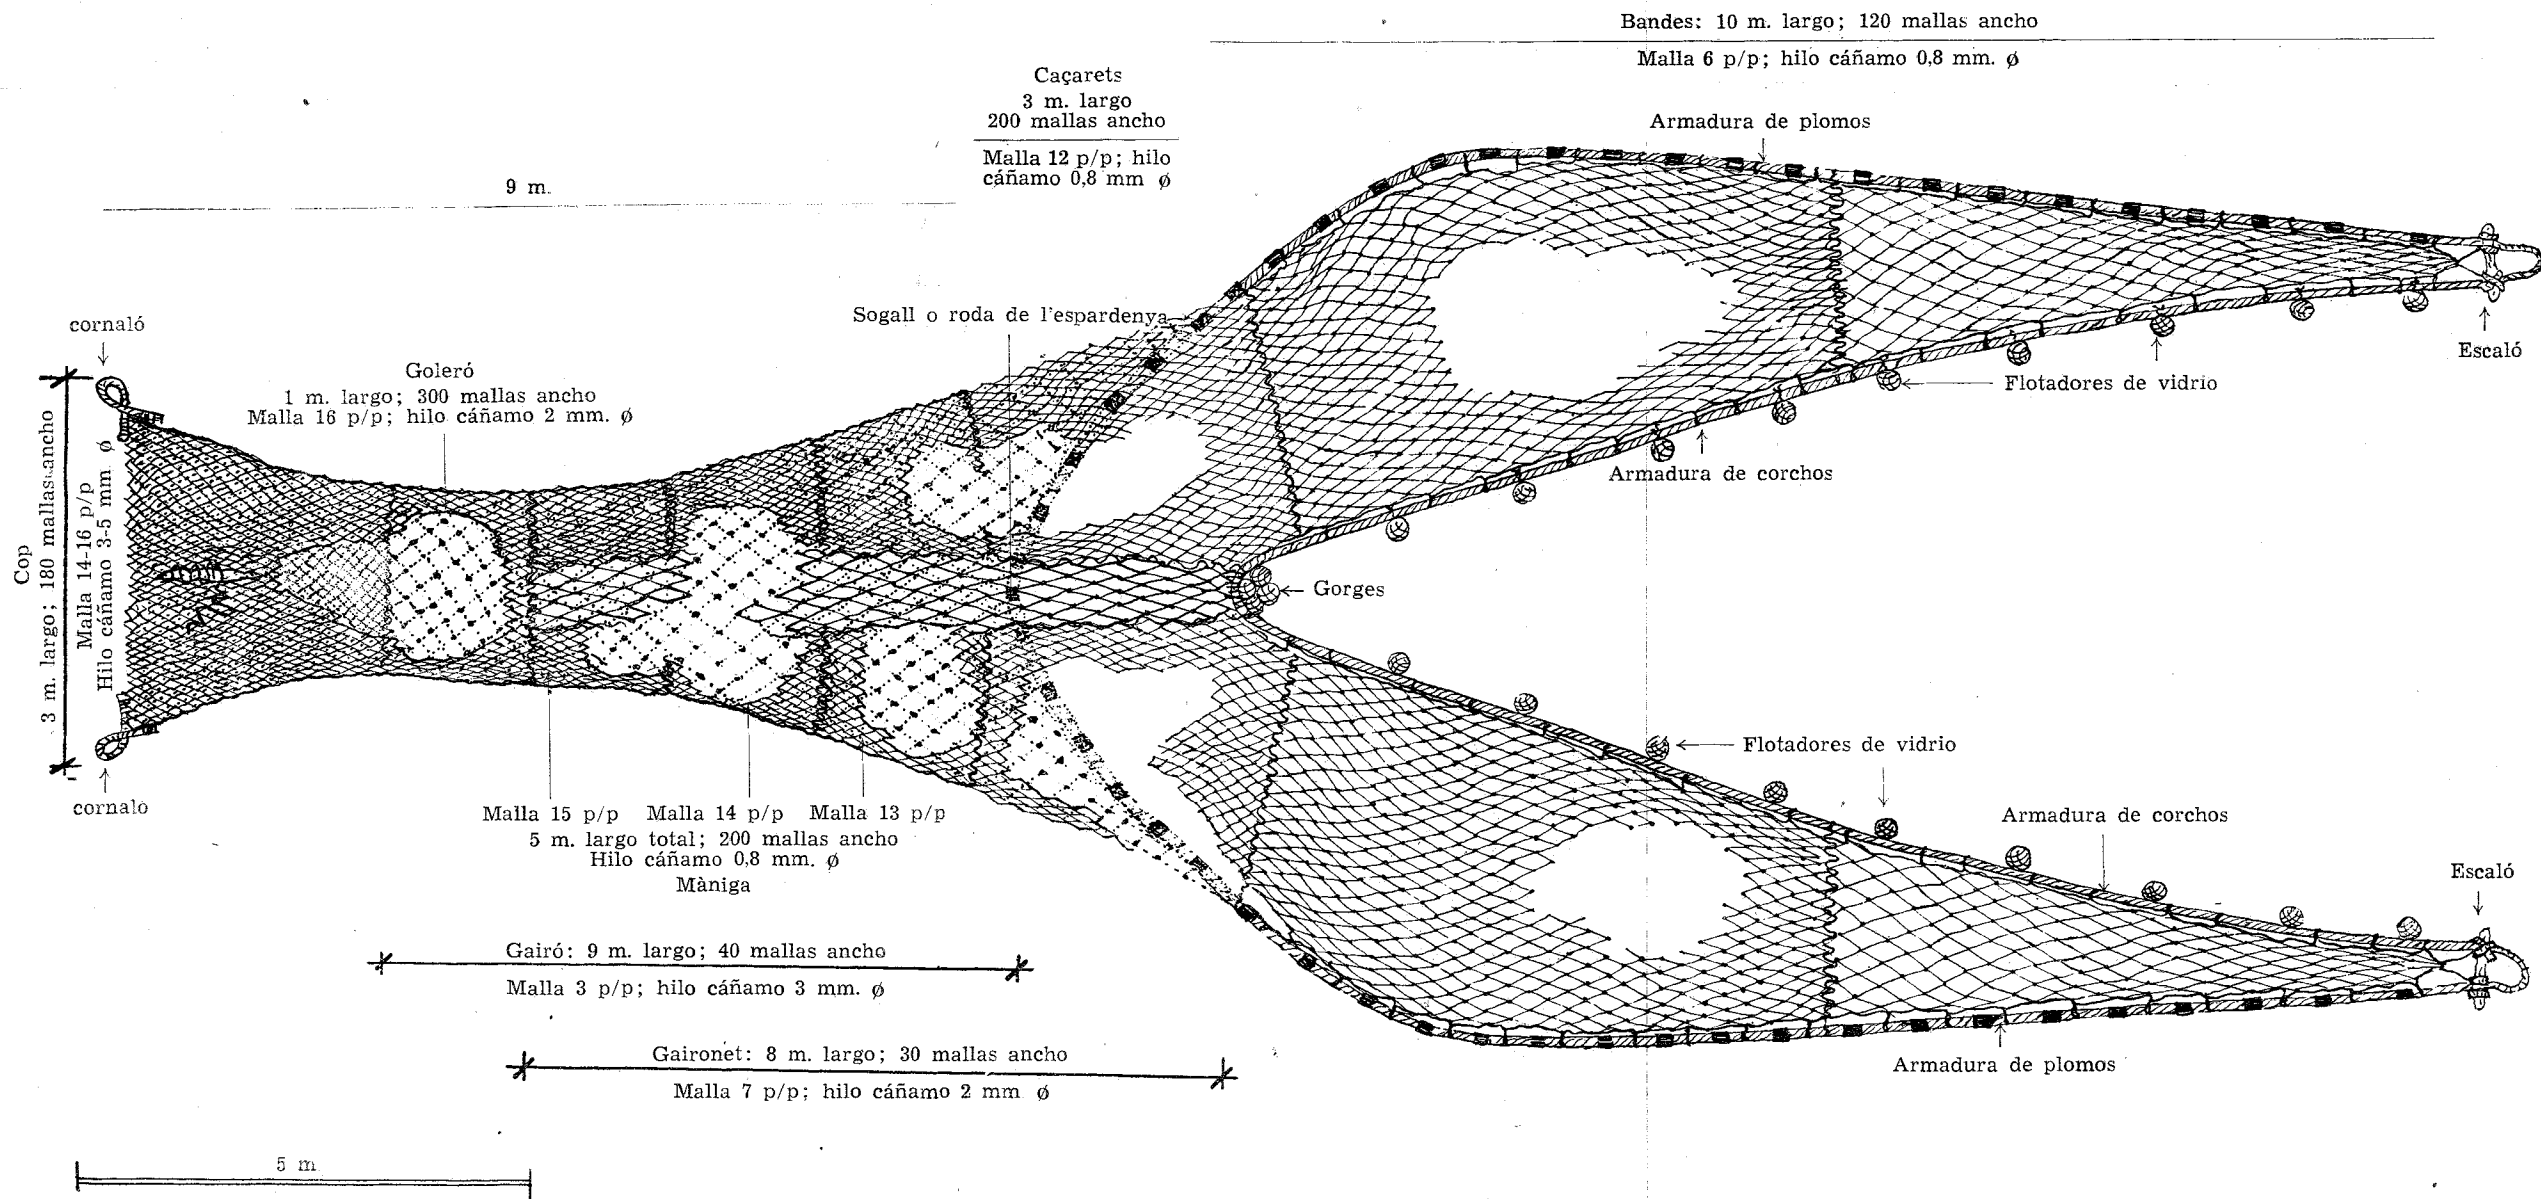 Bandes: 10 m. largo; 120 mallas ancho
Malla 6 p/p; hilo cáñamo 0,8 mm. ø
Caçarets
3 m. largo
200 mallas ancho
Malla 12 p/p; hilo
cáñamo 0,8 mm ø
Armadura de plomos
9 m.
Sogall o roda de l'espardenya
cornaló
Goleró
1 m. largo; 300 mallas ancho
Malla 16 p/p; hilo cáñamo 2 mm. ø
Escaló
Flotadores de vidrio
Armadura de corchos
Cop
3 m. largo; 180 mallas ancho
Malla 14-16 p/p
Hilo cáñamo 3-5 mm ø
Gorges
Flotadores de vidrio
cornalo
Malla 15 p/p Malla 14 p/p Malla 13 p/p
5 m. largo total; 200 mallas ancho
Hilo cáñamo 0,8 mm. ø
Màniga
Armadura de corchos
Escaló
Gairó: 9 m. largo; 40 mallas ancho
Malla 3 p/p; hilo cáñamo 3 mm. ø
Gaironet: 8 m. largo; 30 mallas ancho
Malla 7 p/p; hilo cáñamo 2 mm ø
Armadura de plomos
5 m